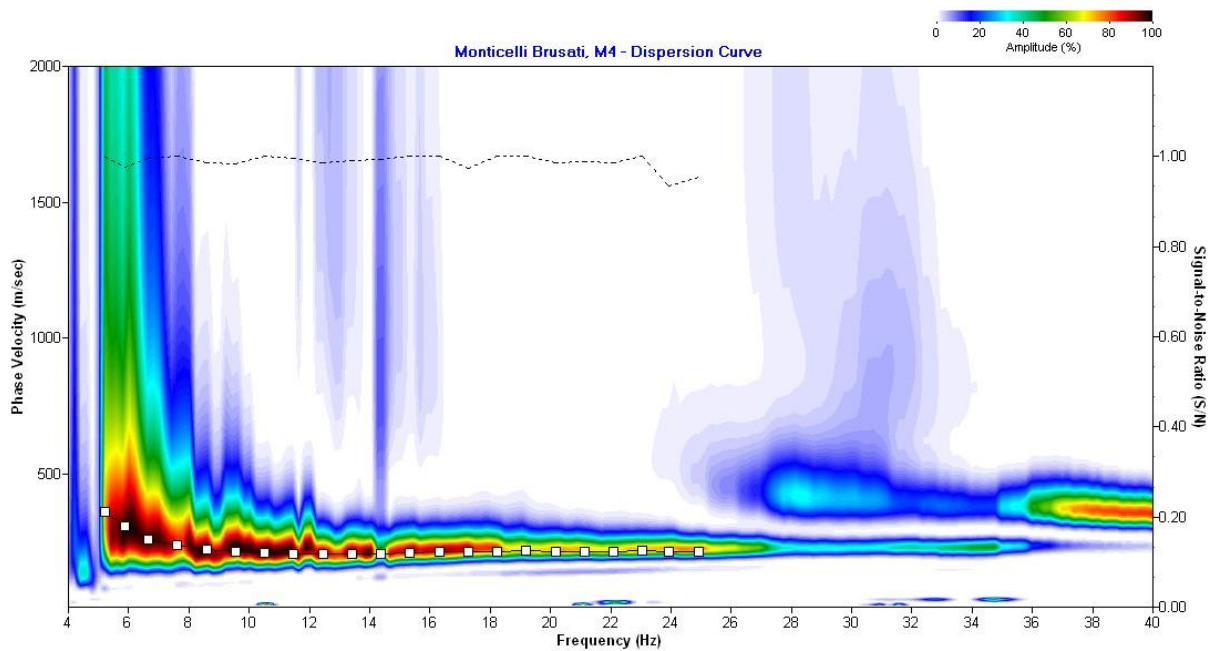 0 20 40 60 80 100
Amplitude (%)
Monticelli Brusati, M4 - Dispersion Curve
2000
1500
1000
500
Phase Velocity (m/sec)
1.00
0.80
0.60
0.40
0.20
0.00
Signal-to-Noise Ratio (S/N)
4 6 8 10 12 14 16 18 20 22 24 26 28 30 32 34 36 38 40
Frequency (Hz)